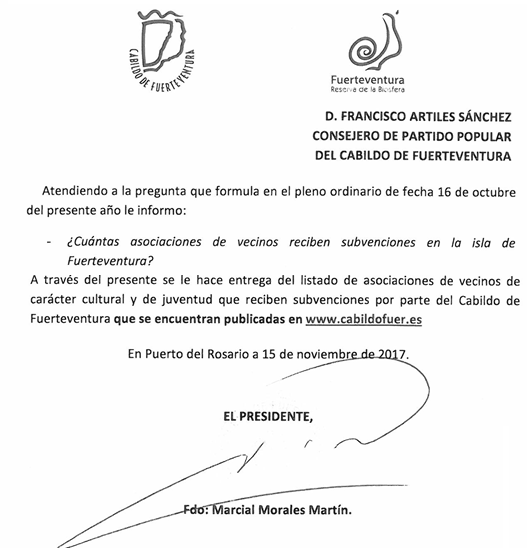 CABILDO DE FUERTEVENTURA
Fuerteventura
Reserva de la Biosfera
D. FRANCISCO ARTILES SÁNCHEZ
CONSEJERO DE PARTIDO POPULAR
DEL CABILDO DE FUERTEVENTURA
Atendiendo a la pregunta que formula en el pleno ordinario de fecha 16 de octubre
del presente año le informo:
- ¿Cuántas asociaciones de vecinos reciben subvenciones en la isla de
Fuerteventura?
A través del presente se le hace entrega del listado de asociaciones de vecinos de
carácter cultural y de juventud que reciben subvenciones por parte del Cabildo de
Fuerteventura que se encuentran publicadas en www.cabildofuer.es
En Puerto del Rosario a 15 de noviembre de 2017.
EL PRESIDENTE,
Fdo: Marcial Morales Martín.